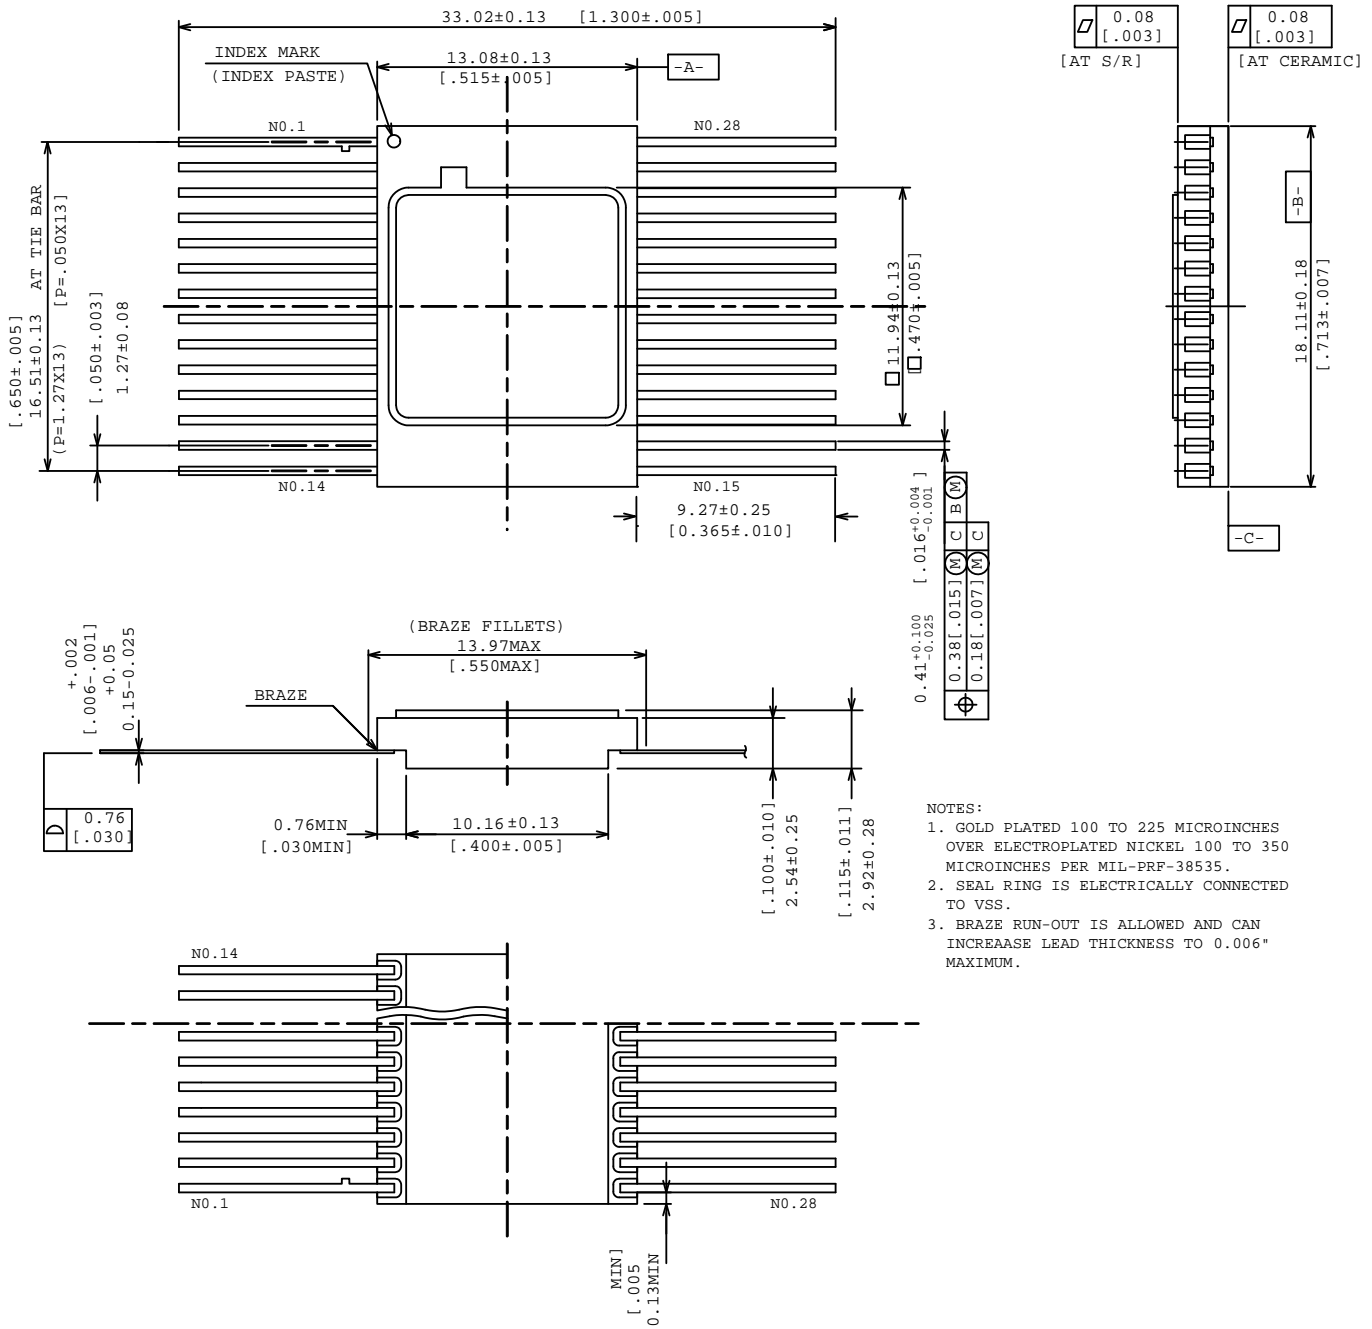 33.02±0.13 [1.300±.005]
INDEX MARK
(INDEX PASTE)
13.08±0.13
[.515±.005]
-A-
0.08
[.003]
[AT S/R]
0.08
[.003]
[AT CERAMIC]
N0.1
N0.28
[.650±.005]
16.51±0.13 AT TIE BAR
(P=1.27X13) [P=.050X13]
[.050±.003]
1.27±0.08
□11.94±0.13
□.470±.005]
-B-
18.11±0.18
[.713±.007]
N0.14
N0.15
9.27±0.25
[0.365±.010]
-C-
0.41+0.100-0.025 [.016+0.004-0.001 ]
0.38[.015]Ⓜ C B Ⓜ
0.18[.007]Ⓜ C
(BRAZE FILLETS)
13.97MAX
[.550MAX]
BRAZE
+.002
[.006-.001]
+0.05
0.15-0.025
0.76
[.030]
0.76MIN
[.030MIN]
10.16±0.13
[.400±.005]
[.100±.010]
2.54±0.25
[.115±.011]
2.92±0.28
NOTES:
1. GOLD PLATED 100 TO 225 MICROINCHES
OVER ELECTROPLATED NICKEL 100 TO 350
MICROINCHES PER MIL-PRF-38535.
2. SEAL RING IS ELECTRICALLY CONNECTED
TO VSS.
3. BRAZE RUN-OUT IS ALLOWED AND CAN
INCREAASE LEAD THICKNESS TO 0.006"
MAXIMUM.
N0.14
N0.1
N0.28
MIN]
[.005
0.13MIN